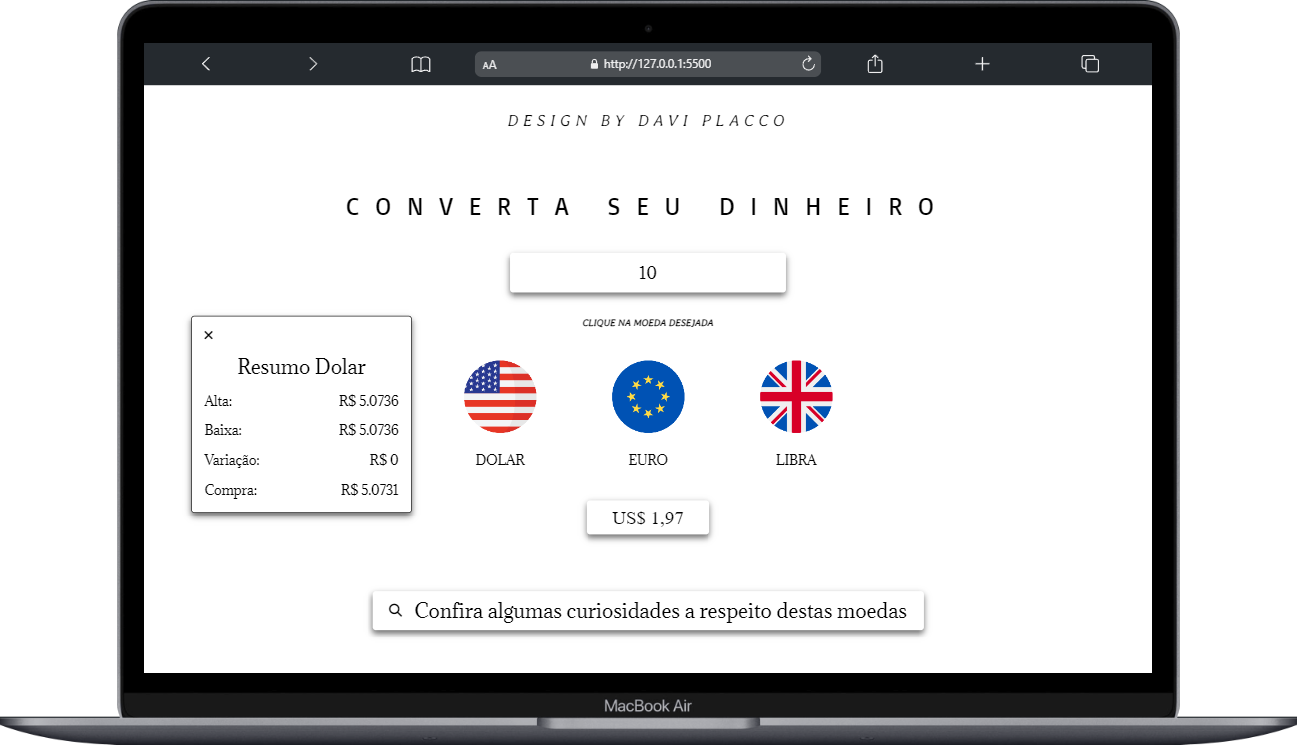 AA http://127.0.0.1:5500
DESIGN BY DAVI PLACCO
CONVERTA SEU DINHEIRO
10
CLIQUE NA MOEDA DESEJADA
×
Resumo Dolar
Alta: R$ 5.0736
Baixa: R$ 5.0736
Variação: R$ 0
Compra: R$ 5.0731
DOLAR EURO LIBRA
US$ 1,97
Confira algumas curiosidades a respeito destas moedas
MacBook Air